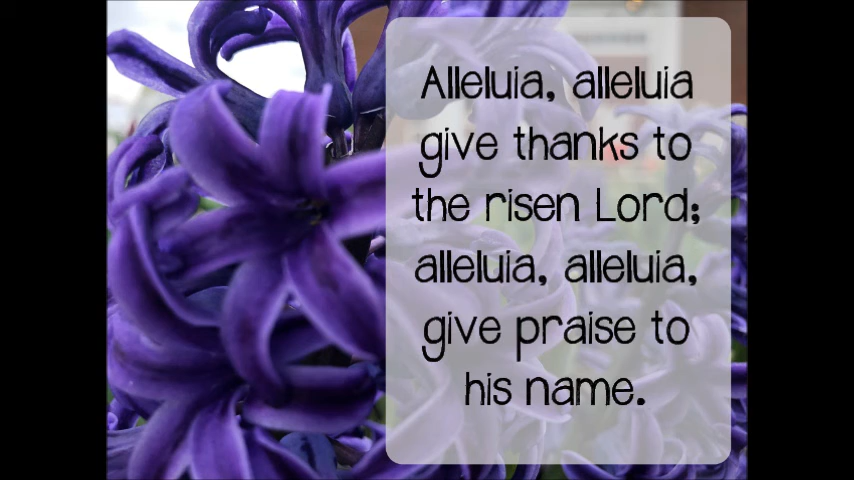 Alleluia, alleluia
give thanks to
the risen Lord;
alleluia, alleluia,
give praise to
his name.